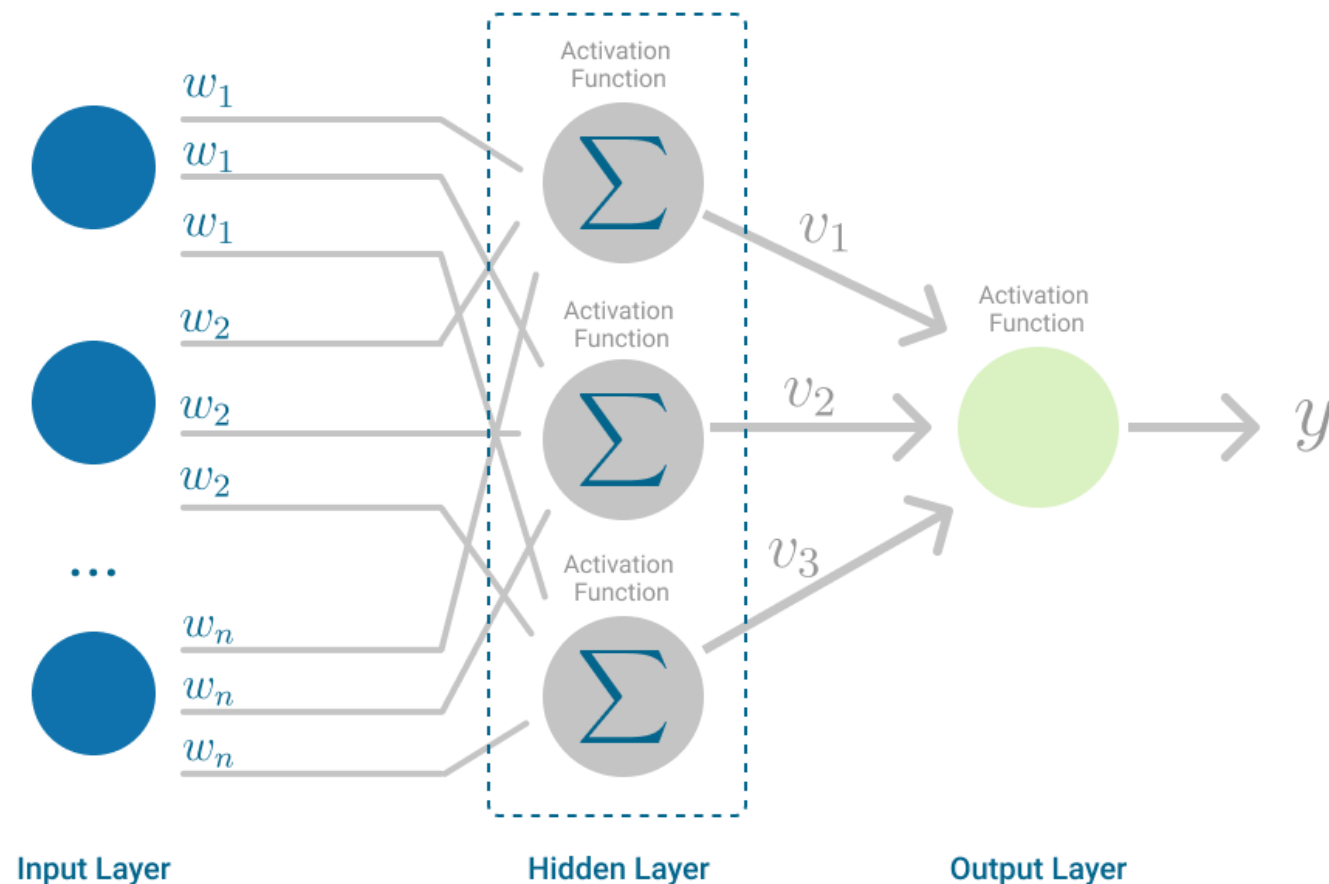 Activation
Function
w₁
w₁
w₁
Σ
v₁
Activation
Function
Activation
Function
w₂
w₂
w₂
Σ
v₂
y
Activation
Function
v₃
...
wₙ
wₙ
wₙ
Σ
Input Layer
Hidden Layer
Output Layer